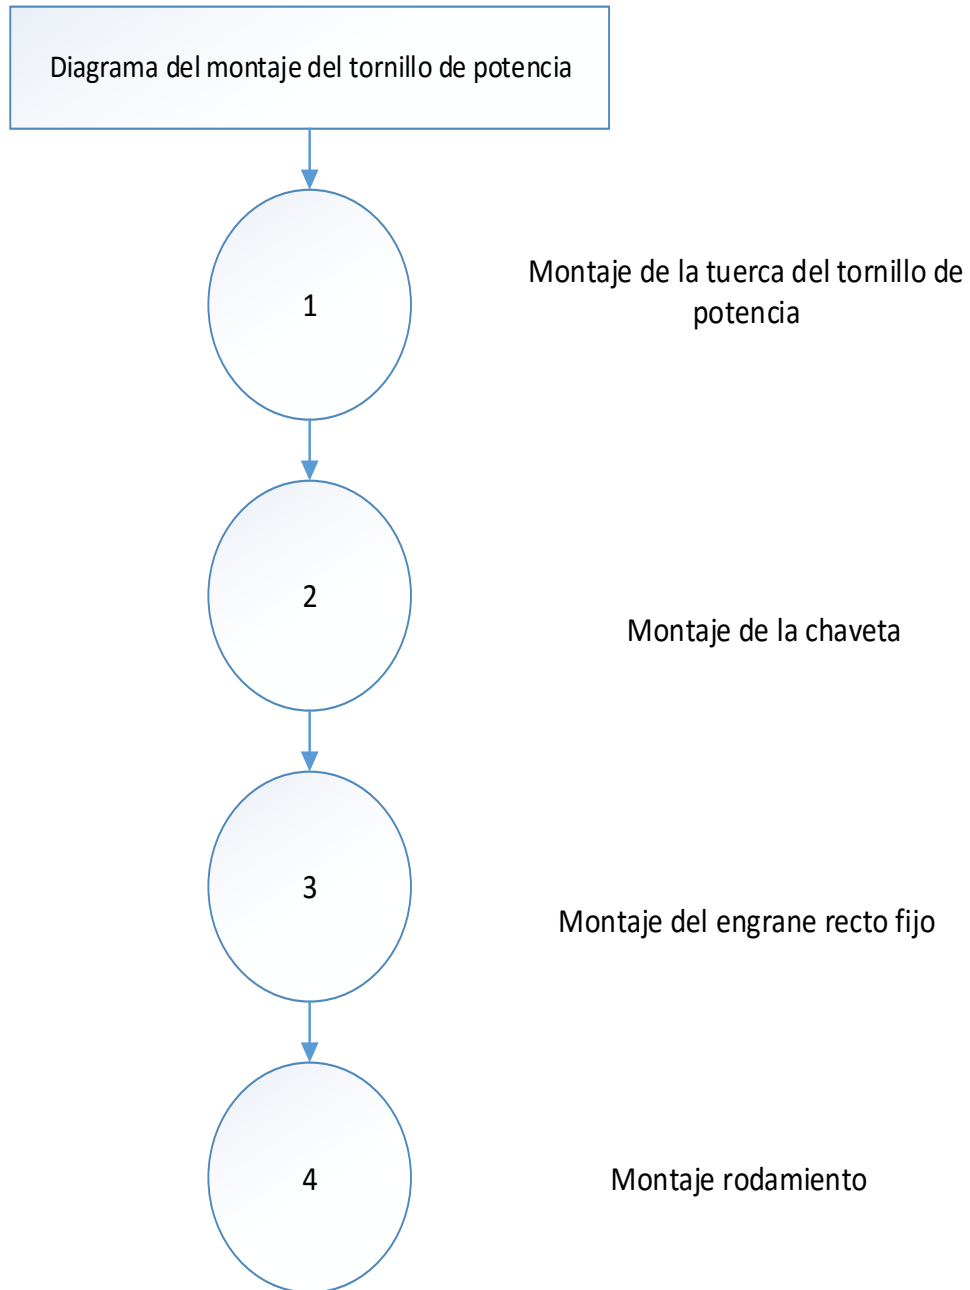 Diagrama del montaje del tornillo de potencia
1
Montaje de la tuerca del tornillo de
potencia
2
Montaje de la chaveta
3
Montaje del engrane recto fijo
4
Montaje rodamiento